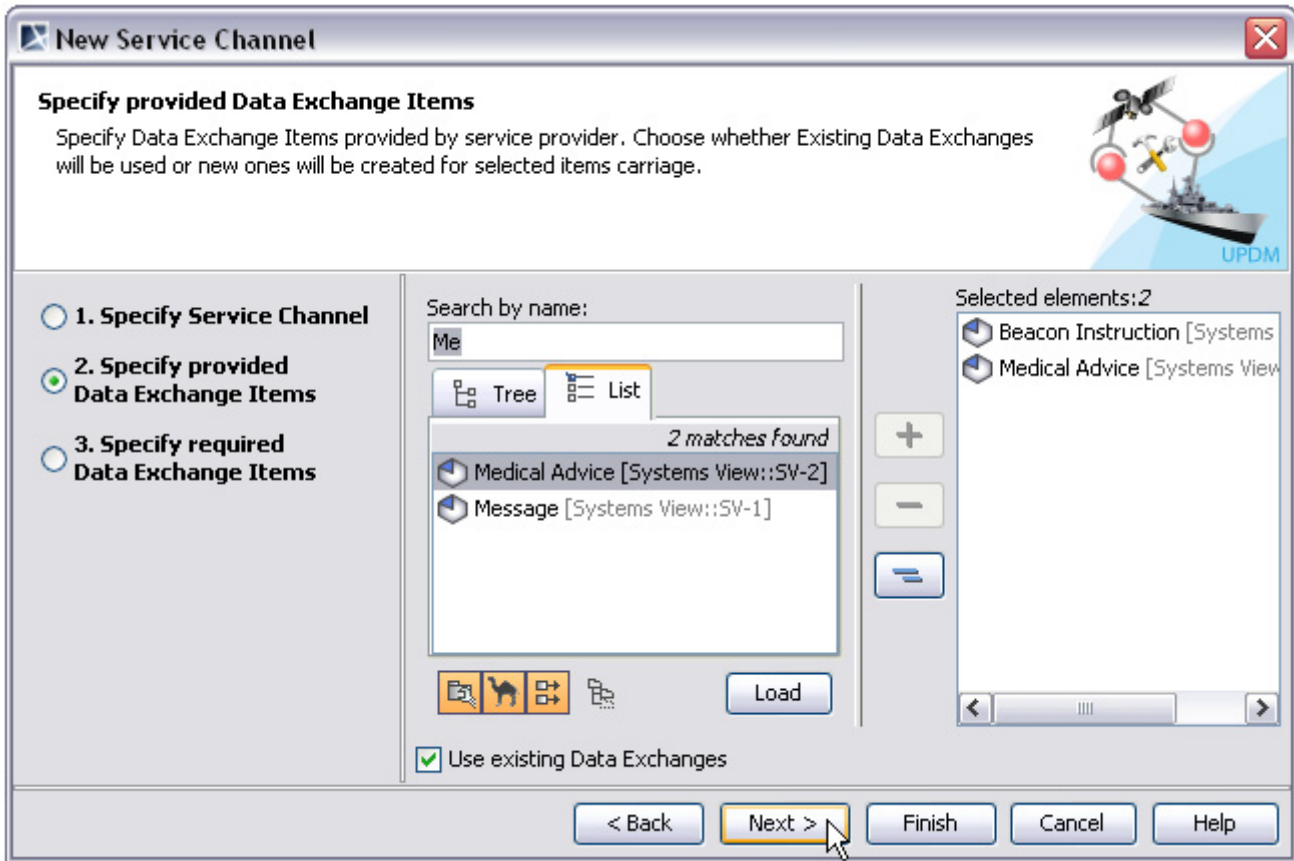 New Service Channel
Specify provided Data Exchange Items
Specify Data Exchange Items provided by service provider. Choose whether Existing Data Exchanges
will be used or new ones will be created for selected items carriage.
UPDM
1. Specify Service Channel
2. Specify provided
Data Exchange Items
3. Specify required
Data Exchange Items
Search by name:
Me
Tree
List
2 matches found
Medical Advice [Systems View::SV-2]
Message [Systems View::SV-1]
Load
Use existing Data Exchanges
Selected elements:2
Beacon Instruction [Systems
Medical Advice [Systems View
< Back
Next >
Finish
Cancel
Help